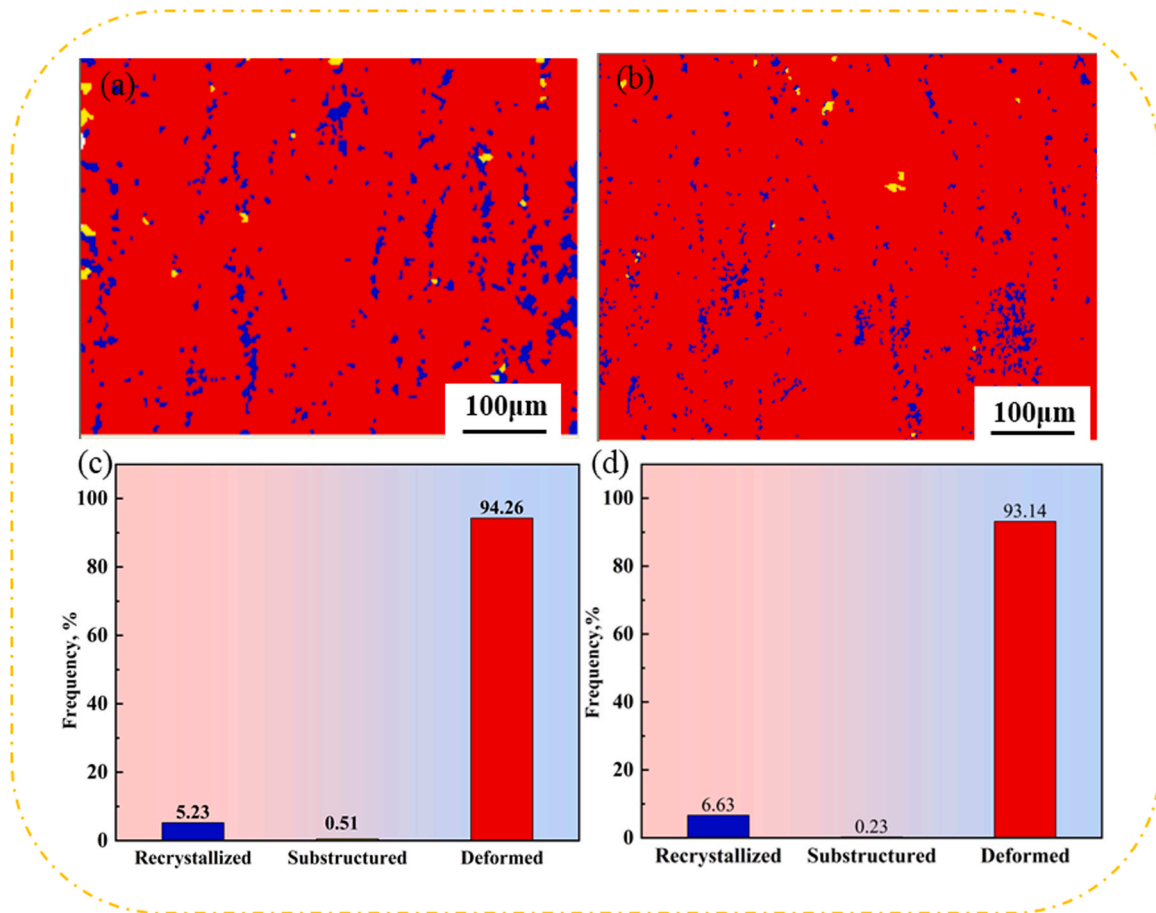 (a)
(b)
100μm
100μm
(c)
(d)
100
80
60
40
20
0
Frequency, %
5.23
0.51
94.26
Recrystallized
Substructured
Deformed
100
80
60
40
20
0
Frequency,%
6.63
0.23
93.14
Recrystallized
Substructured
Deformed